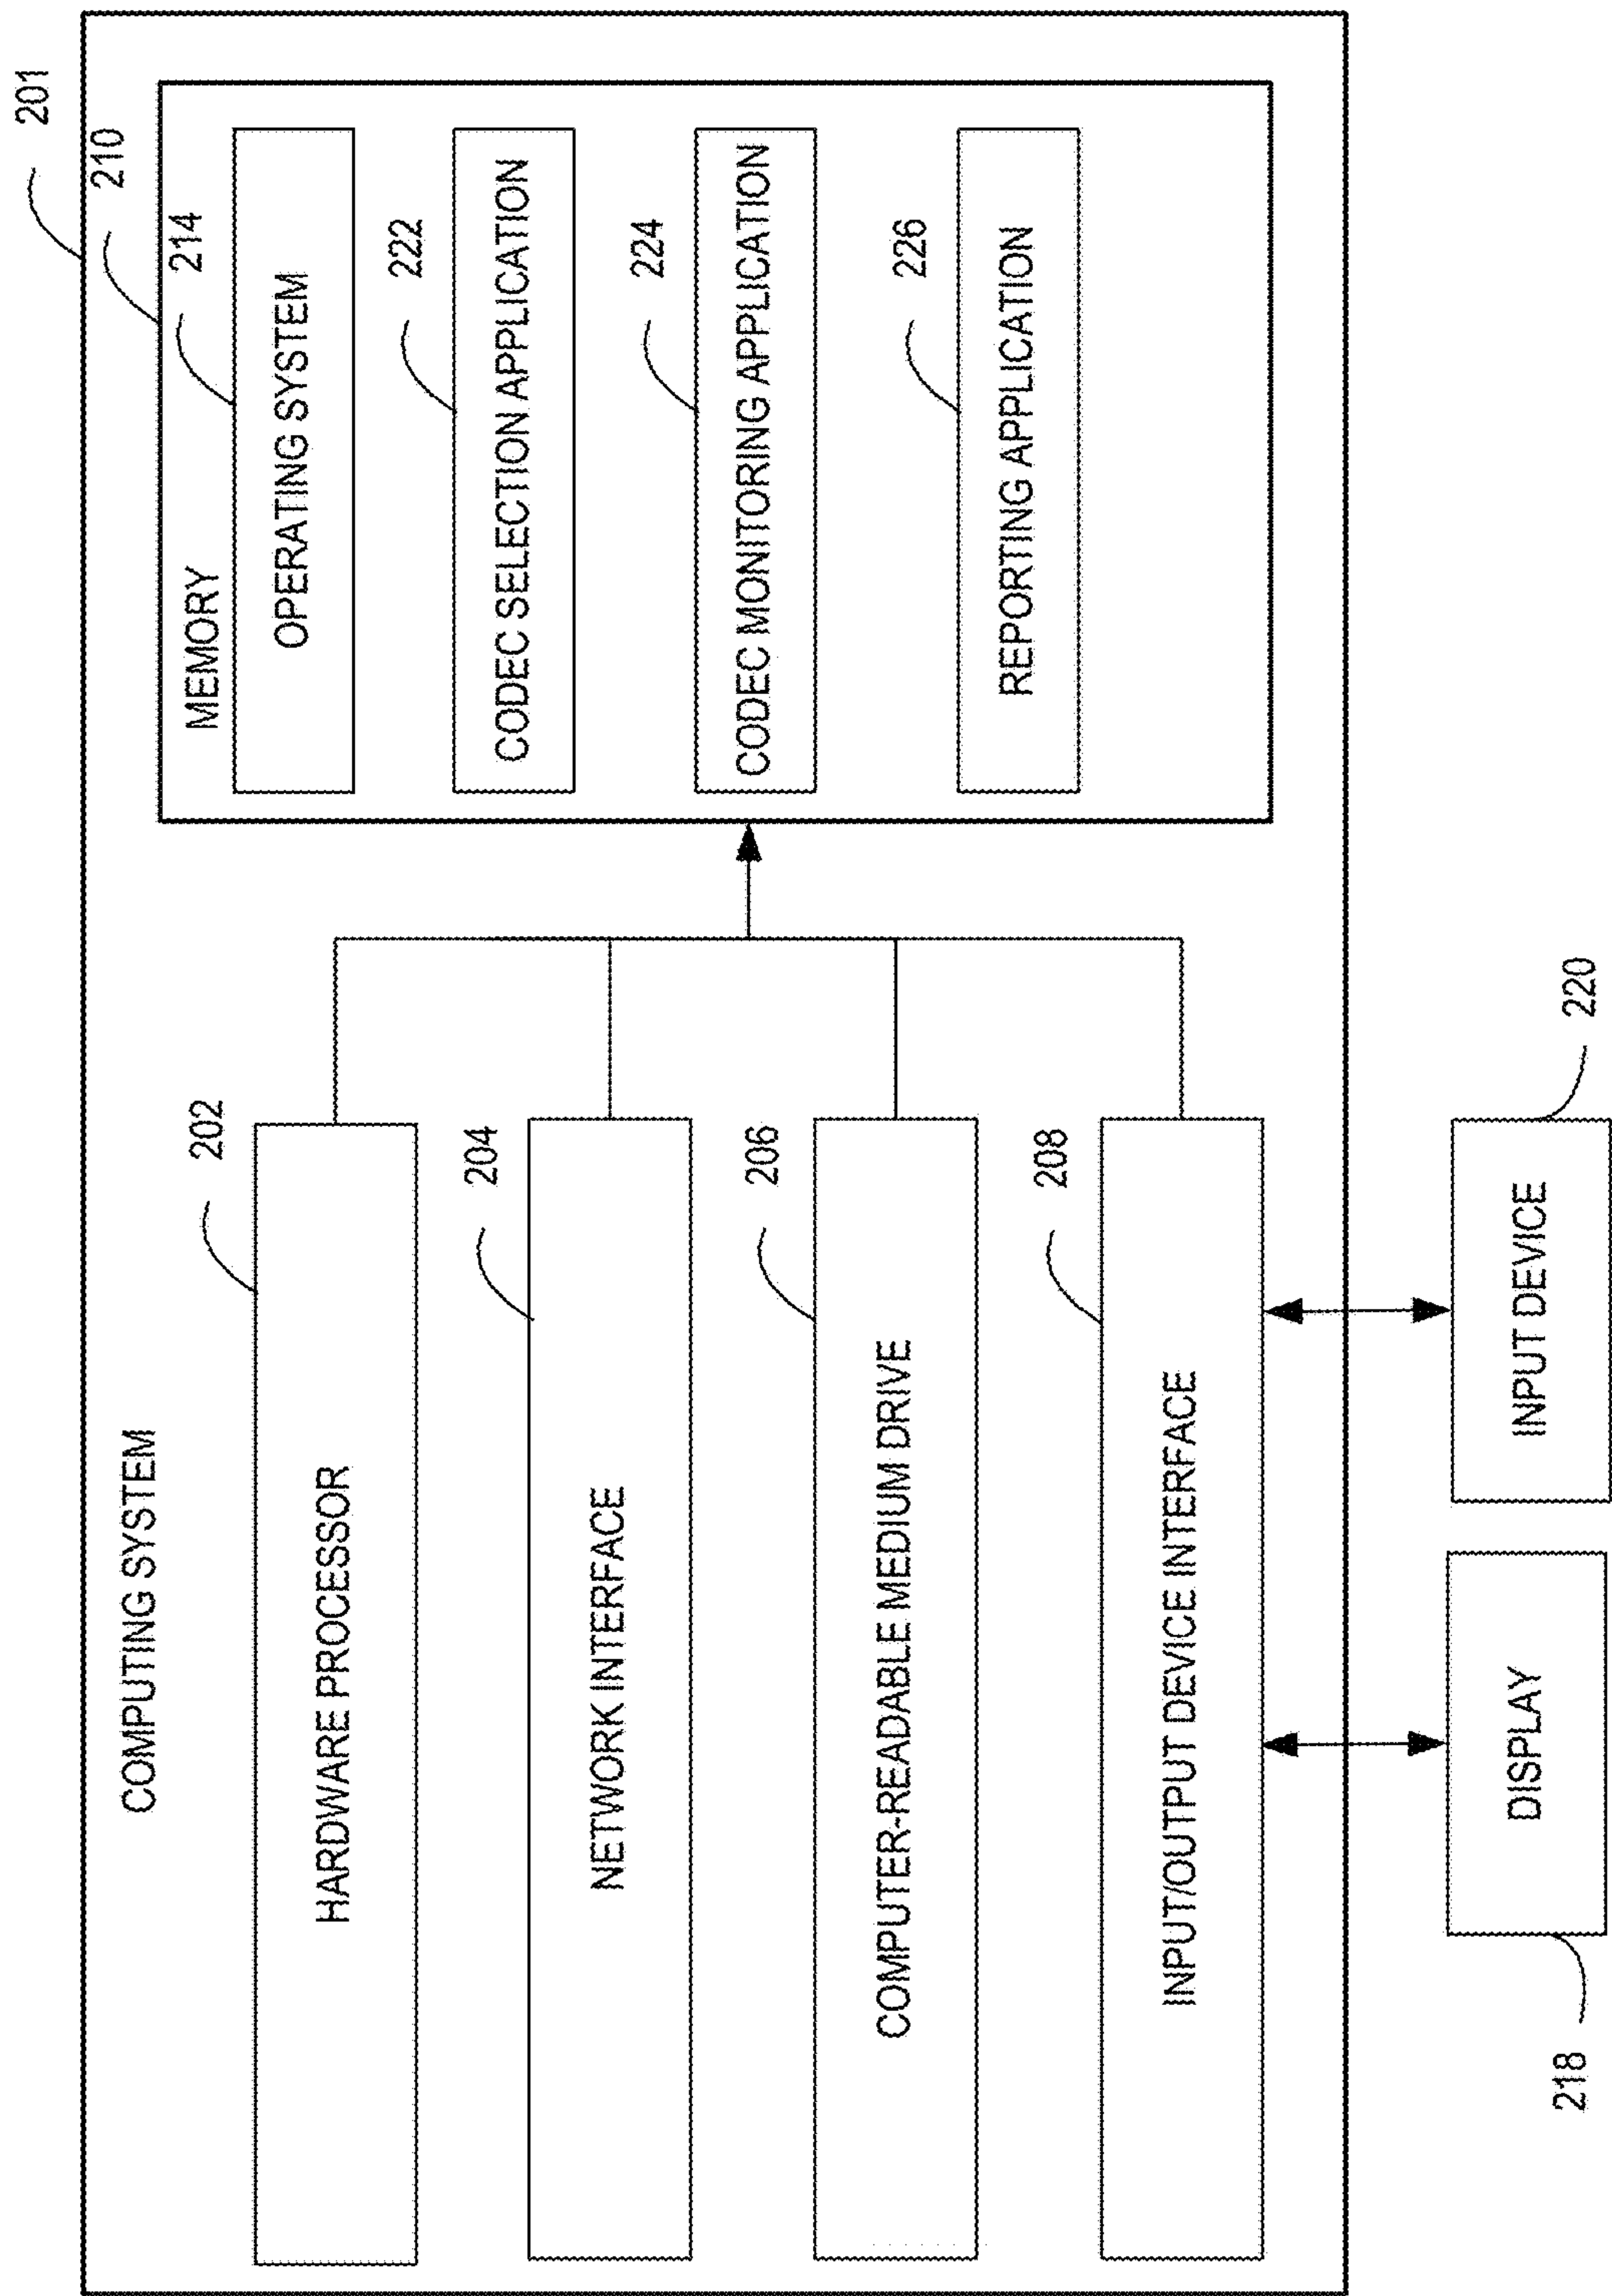 201
COMPUTING SYSTEM
210
MEMORY
214
OPERATING SYSTEM
202
HARDWARE PROCESSOR
222
CODEC SELECTION APPLICATION
204
NETWORK INTERFACE
224
CODEC MONITORING APPLICATION
206
COMPUTER-READABLE MEDIUM DRIVE
226
REPORTING APPLICATION
208
INPUT/OUTPUT DEVICE INTERFACE
218
DISPLAY
INPUT DEVICE
220